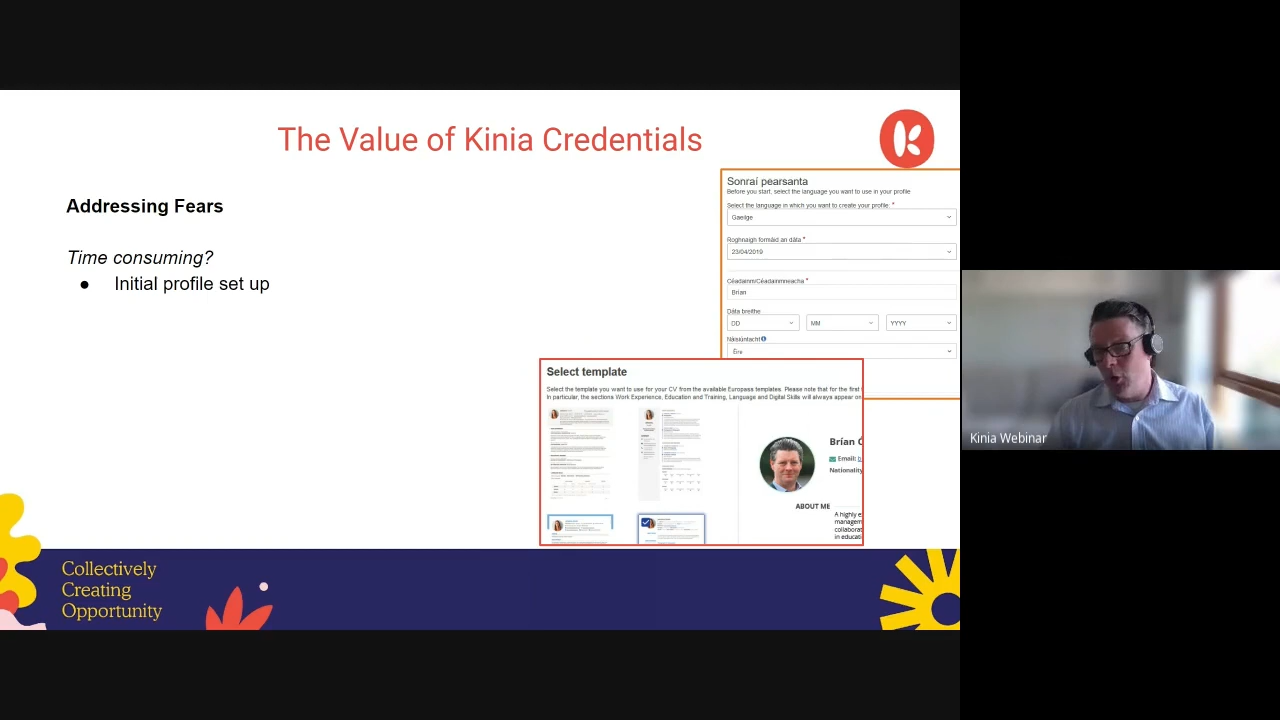 The Value of Kinia Credentials
Addressing Fears
Time consuming?
● Initial profile set up
Sonraí pearsanta
Before you start, select the language you want to use in your profile
Select the language in which you want to create your profile: *
Gaeilge
Roghnaigh formáid an dáta *
23/04/2019
Céadainm/Céadainmneacha *
Brían
Dáta breithe
DD MM YYYY
Náisiúntacht
Éire
Select template
Select the template you want to use for your CV from the available Europass templates. Please note that for the first
In particular, the sections Work Experience, Education and Training, Language and Digital Skills will always appear on
Brían
Email:
Nationality
ABOUT ME
A highly e
managem
collaborat
in educati
Collectively
Creating
Opportunity
Kinia Webinar